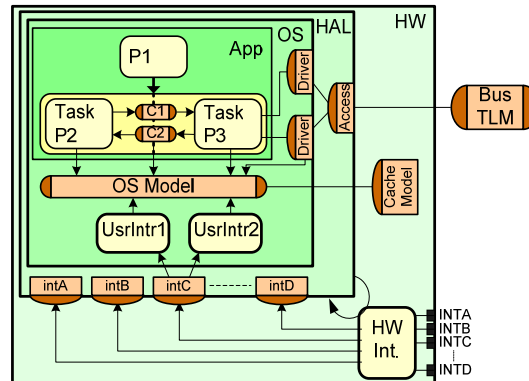 HW
HAL
OS
App
P1
Driver
Task
P2
C1
C2
Task
P3
Driver
Access
Bus
TLM
OS Model
Cache
Model
UsrIntr1
UsrIntr2
intA
intB
intC
intD
HW
Int.
INTA
INTB
INTC
INTD